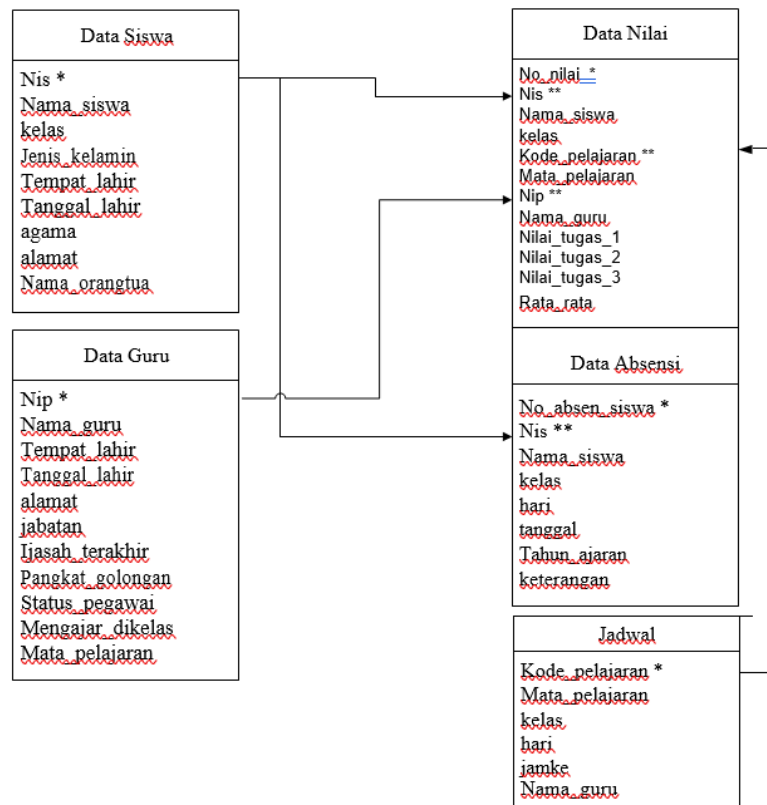 Data Siswa
Nis *
Nama_siswa
kelas
Jenis_kelamin
Tempat_lahir
Tanggal_lahir
agama
alamat
Nama_orangtua
Data Guru
Nip *
Nama_guru
Tempat_lahir
Tanggal_lahir
alamat
jabatan
Ijasah_terakhir
Pangkat_golongan
Status_pegawai
Mengajar_dikelas
Mata_pelajaran
Data Nilai
No_nilai *
Nis **
Nama_siswa
kelas
Kode_pelajaran **
Mata_pelajaran
Nip **
Nama_guru
Nilai_tugas_1
Nilai_tugas_2
Nilai_tugas_3
Rata_rata
Data Absensi
No_absen_siswa *
Nis **
Nama_siswa
kelas
hari
tanggal
Tahun_ajaran
keterangan
Jadwal
Kode_pelajaran *
Mata_pelajaran
kelas
hari
jamke
Nama_guru